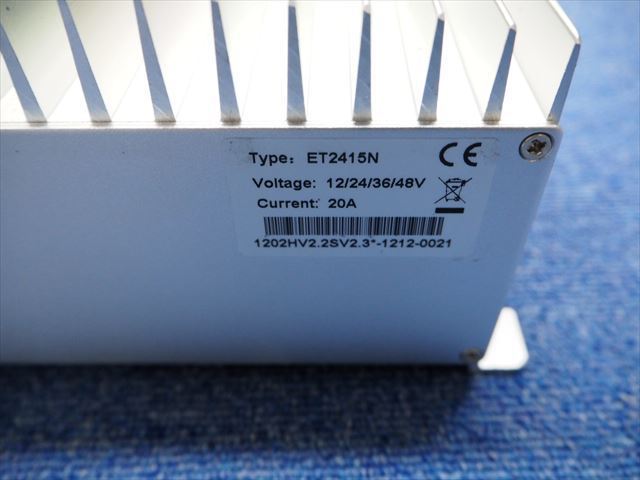 Type: ET2415N CE
Voltage: 12/24/36/48V
Current: 20A
1202HV2.2SV2.3*-1212-0021